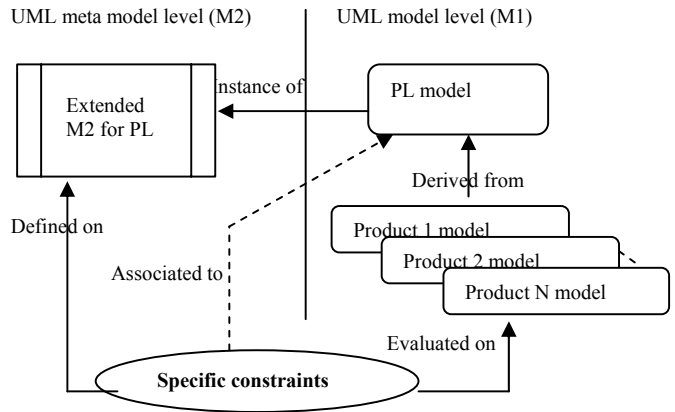 UML meta model level (M2)
UML model level (M1)
Instance of
Extended
M2 for PL
PL model
Derived from
Defined on
Product 1 model
Product 2 model
Associated to
Product N model
Evaluated on
Specific constraints